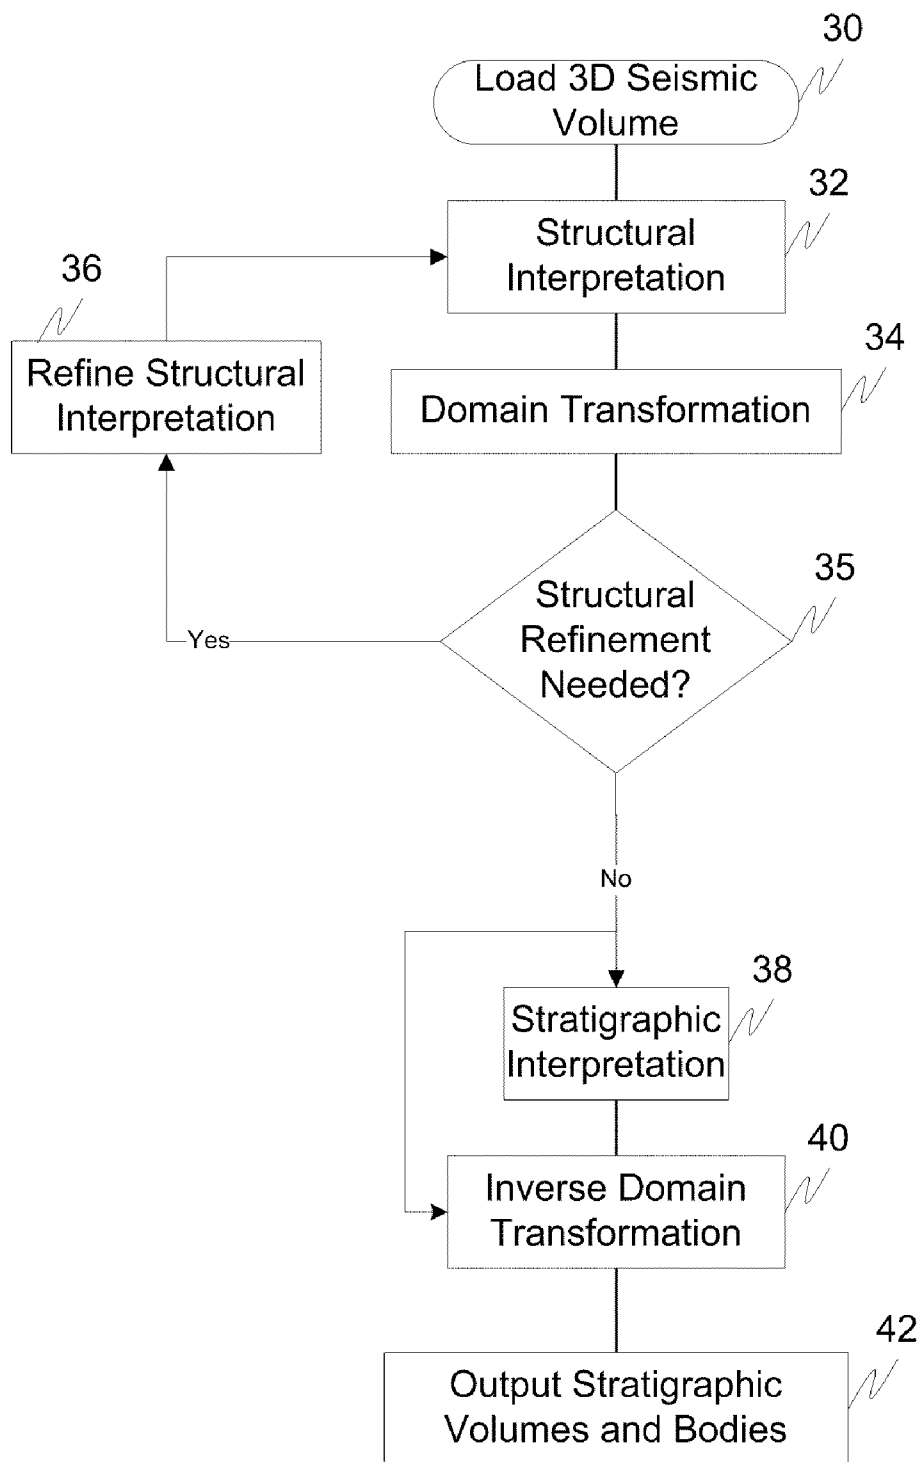 30
Load 3D Seismic
Volume
32
Structural
Interpretation
36
Refine Structural
Interpretation
34
Domain Transformation
35
Structural
Refinement
Needed?
Yes
No
38
Stratigraphic
Interpretation
40
Inverse Domain
Transformation
42
Output Stratigraphic
Volumes and Bodies